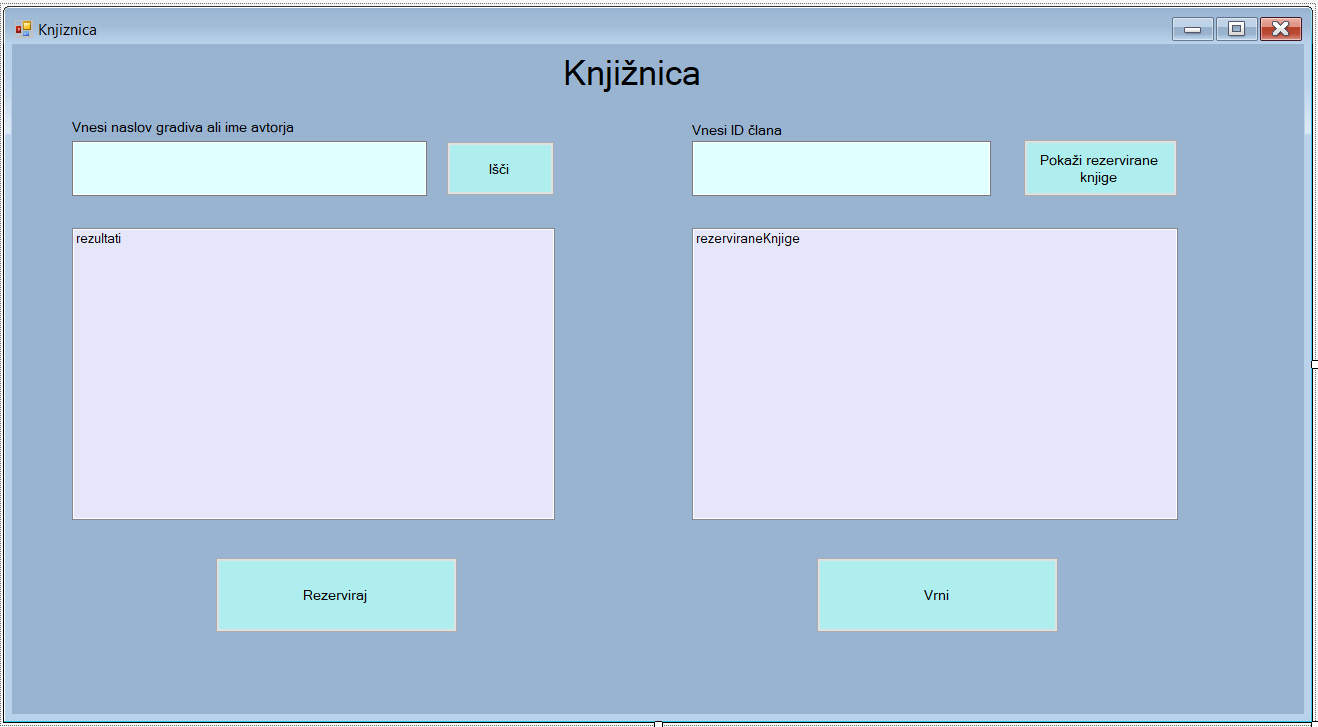 Knjiznica
Knjižnica
Vnesi naslov gradiva ali ime avtorja
Išči
rezultati
Rezerviraj
Vnesi ID člana
Pokaži rezervirane
knjige
rezerviraneKnjige
Vrni